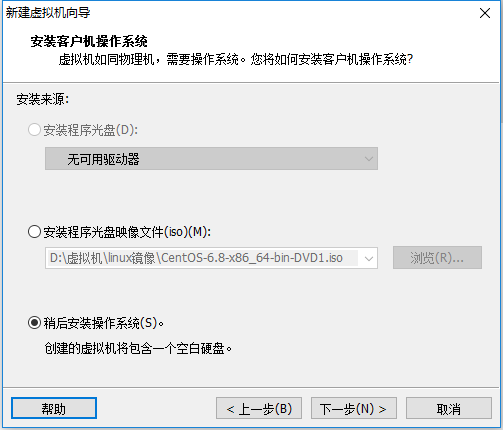 新建虚拟机向导
安装客户机操作系统
虚拟机如同物理机，需要操作系统。您将如何安装客户机操作系统?
安装来源:
安装程序光盘(D):
无可用驱动器
安装程序光盘映像文件(iso)(M):
D:\虚拟机\linux镜像\CentOS-6.8-x86_64-bin-DVD1.iso
浏览(R)...
稍后安装操作系统(S)。
创建的虚拟机将包含一个空白硬盘。
帮助
< 上一步(B)
下一步(N) >
取消